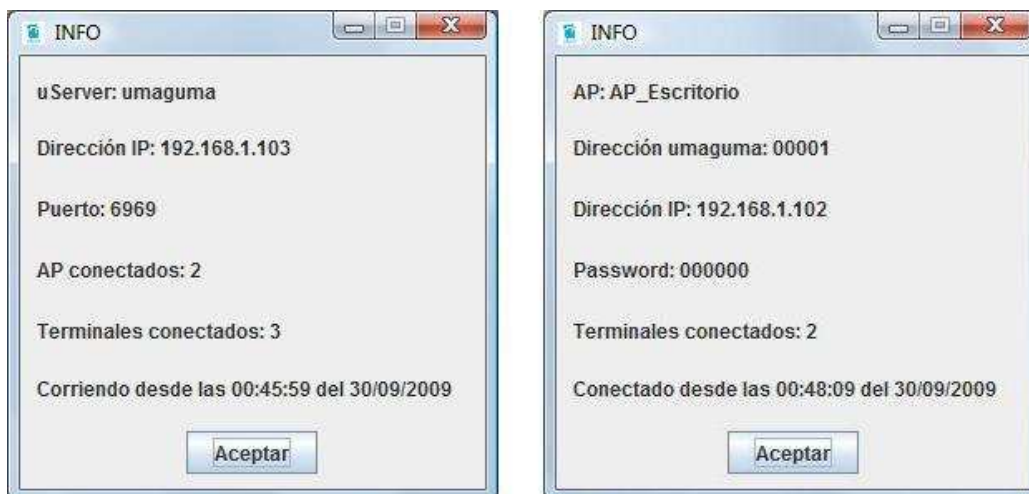 INFO
uServer: umaguma
Dirección IP: 192.168.1.103
Puerto: 6969
AP conectados: 2
Terminales conectados: 3
Corriendo desde las 00:45:59 del 30/09/2009
Aceptar
INFO
AP: AP_Escritorio
Dirección umaguma: 00001
Dirección IP: 192.168.1.102
Password: 000000
Terminales conectados: 2
Conectado desde las 00:48:09 del 30/09/2009
Aceptar